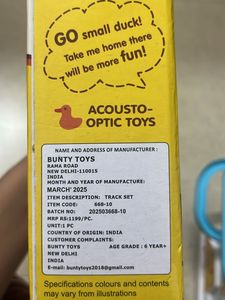 GO small duck!
Take me home there
will be more fun!
ACOUSTO-
OPTIC TOYS
NAME AND ADDRESS OF MANUFACTURER :
BUNTY TOYS
RAMA ROAD
NEW DELHI-110015
INDIA
MONTH AND YEAR OF MANUFACTURE:
MARCH' 2025
ITEM DESCRIPTION: TRACK SET
ITEM: 668-10
BATCH NO: 202503668-10
MRP RS:1199/PC.
UNIT:1 PC
COUNTRY OF ORIGIN: INDIA
CUSTOMER COMPLAINTS:
BUNTY TOYS AGE GRADE : 6 YEAR+
NEW DELHI
INDIA
E-mail: buntytoys2018@gmail.com
Specifications colours and contents
may vary from illustrations